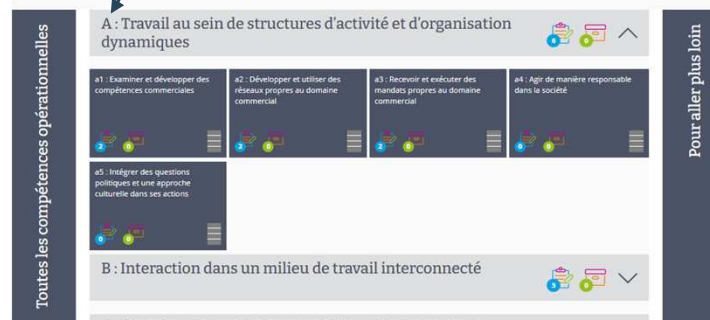 Toutes les compétences opérationnelles
A : Travail au sein de structures d'activité et d'organisation
dynamiques
6
0
a1 : Examiner et développer des
compétences commerciales
2
0
a2 : Développer et utiliser des
réseaux propres au domaine
commercial
2
0
a3 : Recevoir et exécuter des
mandats propres au domaine
commercial
2
0
a4 : Agir de manière responsable
dans la société
0
0
a5 : Intégrer des questions
politiques et une approche
culturelle dans ses actions
0
0
B : Interaction dans un milieu de travail interconnecté
5
0
Pour aller plus loin